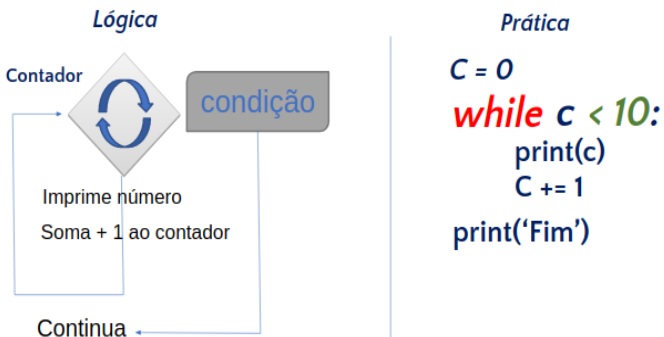 Lógica
Contador
condição
Imprime número
Soma + 1 ao contador
Continua
Prática
C = 0
while c < 10:
print(c)
C += 1
print(‘Fim’)